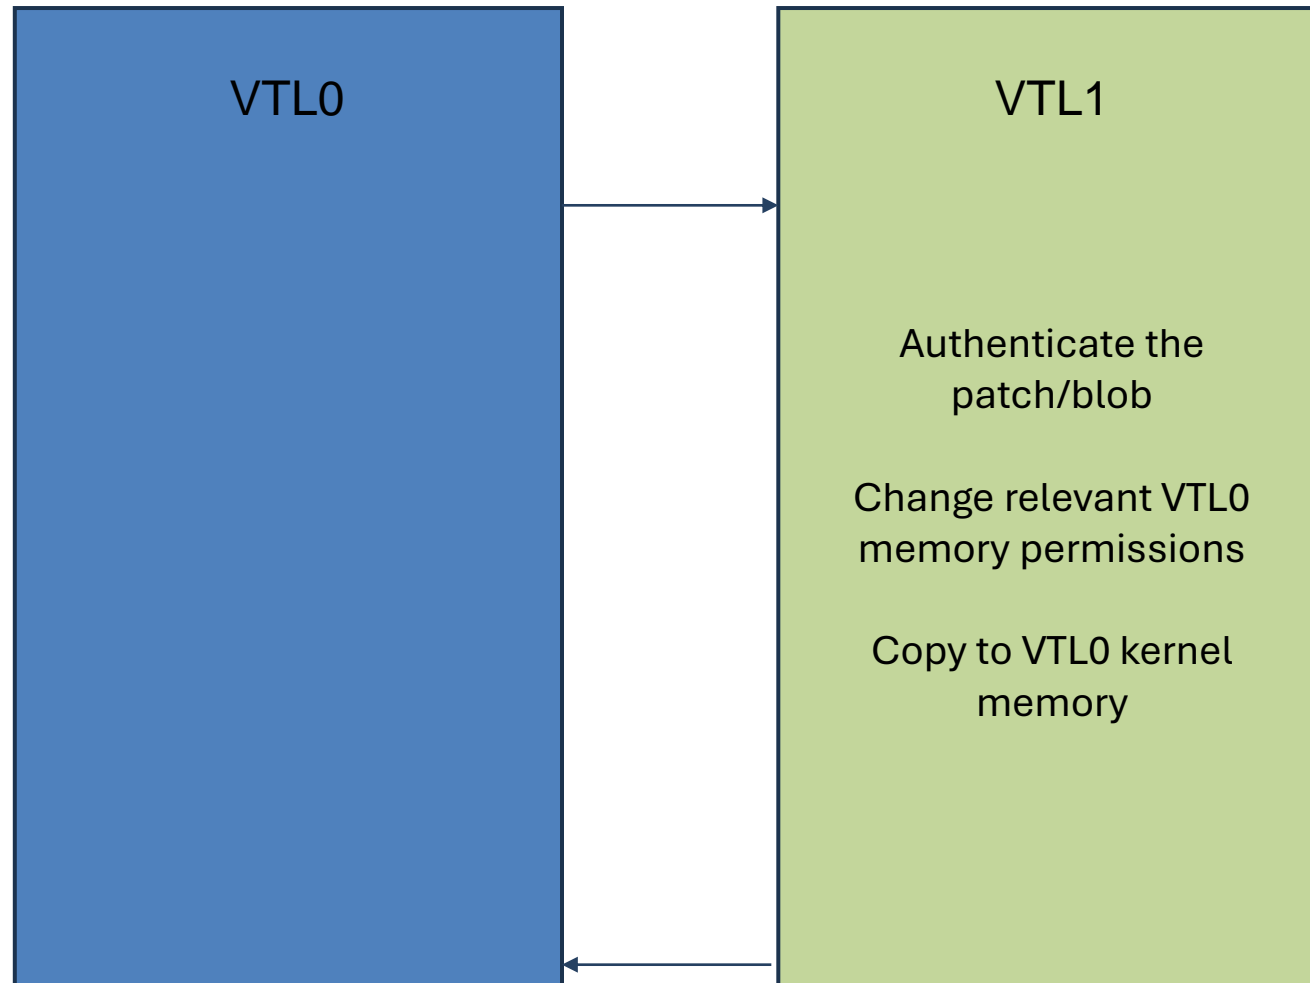 VTL0
VTL1
Authenticate the
patch/blob
Change relevant VTL0
memory permissions
Copy to VTL0 kernel
memory